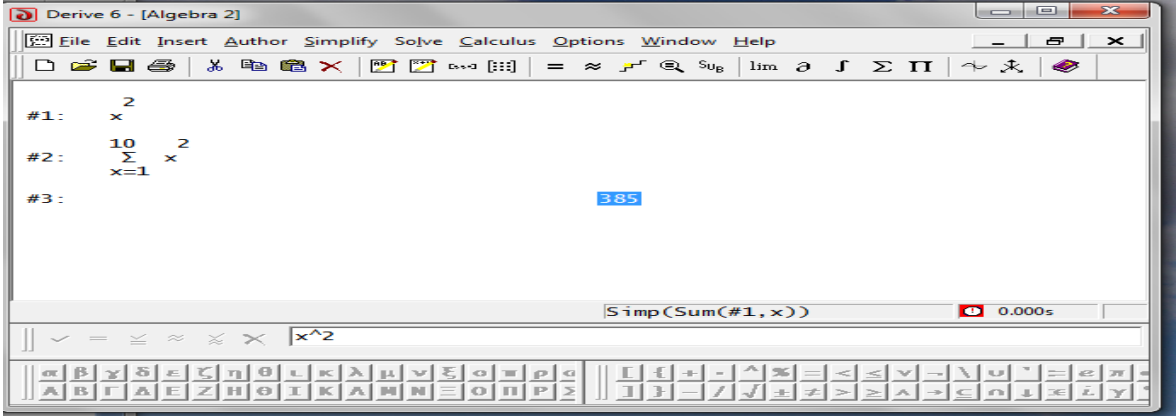 Derive 6 - [Algebra 2]
File Edit Insert Author Simplify Solve Calculus Options Window Help
= ≈ SUB lim ∂ ∫ Σ Π
#1: x^2
10 2
#2: Σ x
x=1
#3: 385
Simp(Sum(#1,x)) 0.000s
x^2
α β γ δ ε ζ η θ ι κ λ μ ν ξ ο π ρ σ [ { + - ^ % = < ≤ ∨ ¬ \ ∪ ` e π
Α Β Γ Δ Ε Ζ Η Θ Ι Κ Λ Μ Ν Ξ Ο Π Ρ Σ ] } / √ ± ≠ > ≥ ∧ → ⊆ ∩